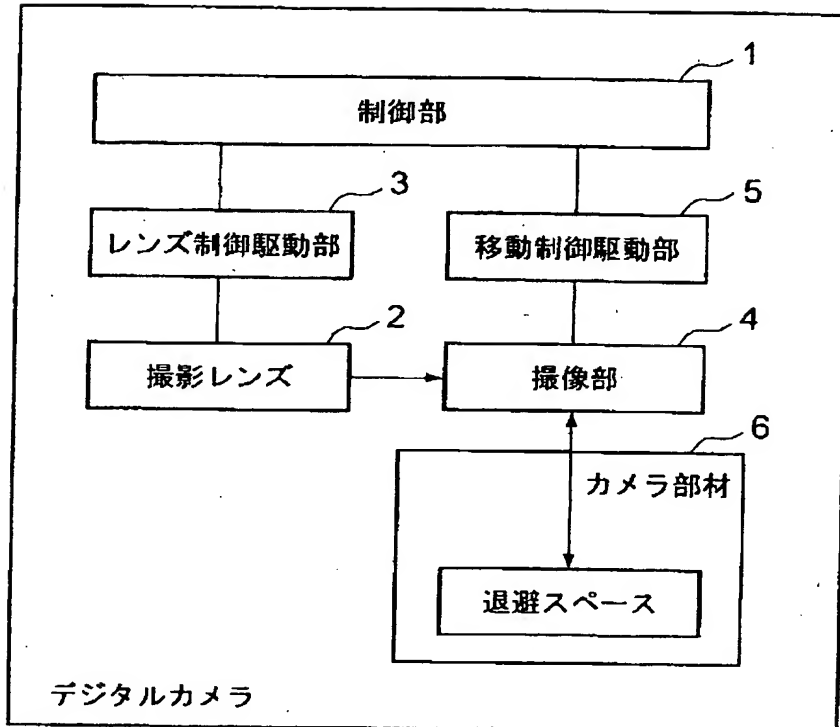 1
制御部
3
レンズ制御駆動部
5
移動制御駆動部
2
撮影レンズ
4
撮像部
6
カメラ部材
退避スペース
デジタルカメラ